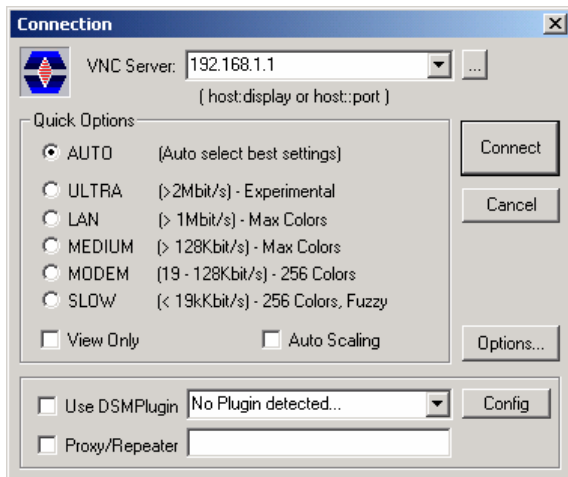 Connection
VNC Server: 192.168.1.1 ...
( host:display or host::port )
Quick Options
AUTO (Auto select best settings)
ULTRA (>2Mbit/s) - Experimental
LAN (> 1Mbit/s) - Max Colors
MEDIUM (> 128Kbit/s) - Max Colors
MODEM (19 - 128Kbit/s) - 256 Colors
SLOW (< 19kKbit/s) - 256 Colors, Fuzzy
View Only Auto Scaling
Connect
Cancel
Options...
Use DSMPlugin No Plugin detected... Config
Proxy/Repeater